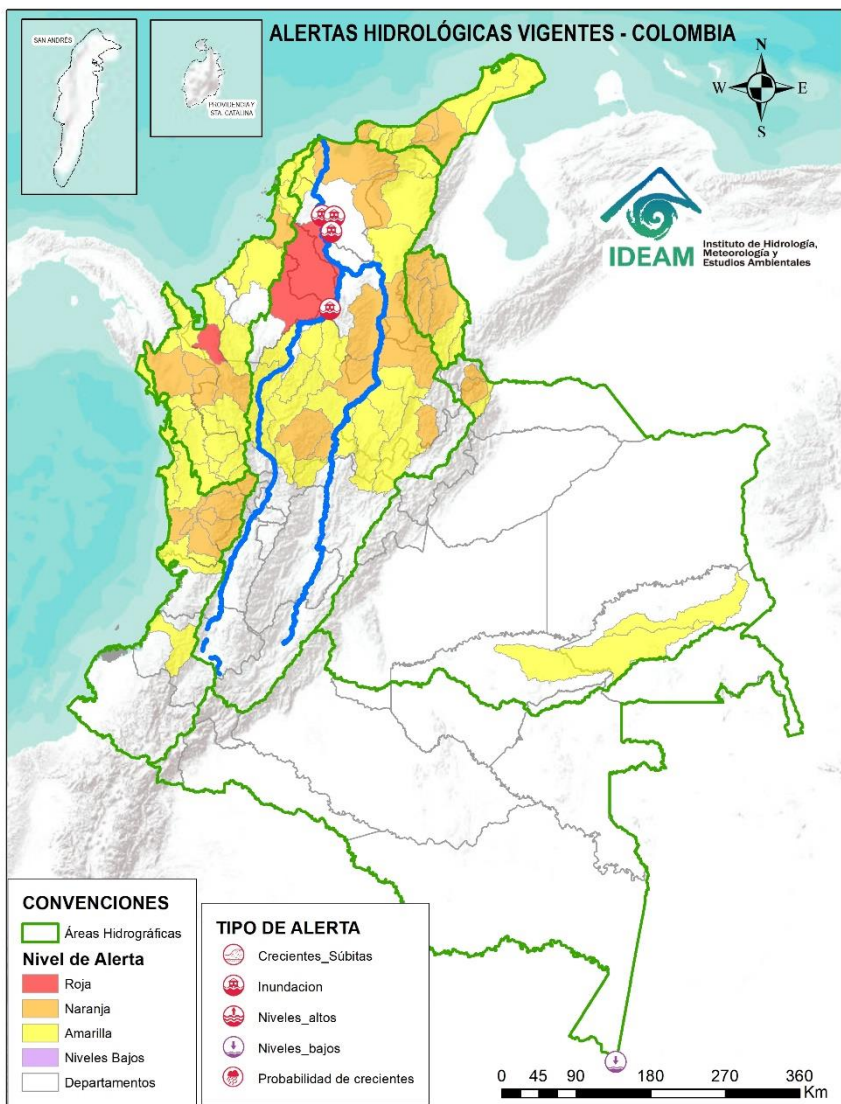 ALERTAS HIDROLÓGICAS VIGENTES - COLOMBIA
SAN ANDRÉS
PROVIDENCIA Y
STA. CATALINA
N
W
E
S
IDEAM
Instituto de Hidrología,
Meteorología y
Estudios Ambientales
CONVENCIONES
Áreas Hidrográficas
Nivel de Alerta
Roja
Naranja
Amarilla
Niveles Bajos
Departamentos
TIPO DE ALERTA
Crecientes_Súbitas
Inundacion
Niveles_altos
Niveles_bajos
Probabilidad de crecientes
0 45 90 180 270 360
Km